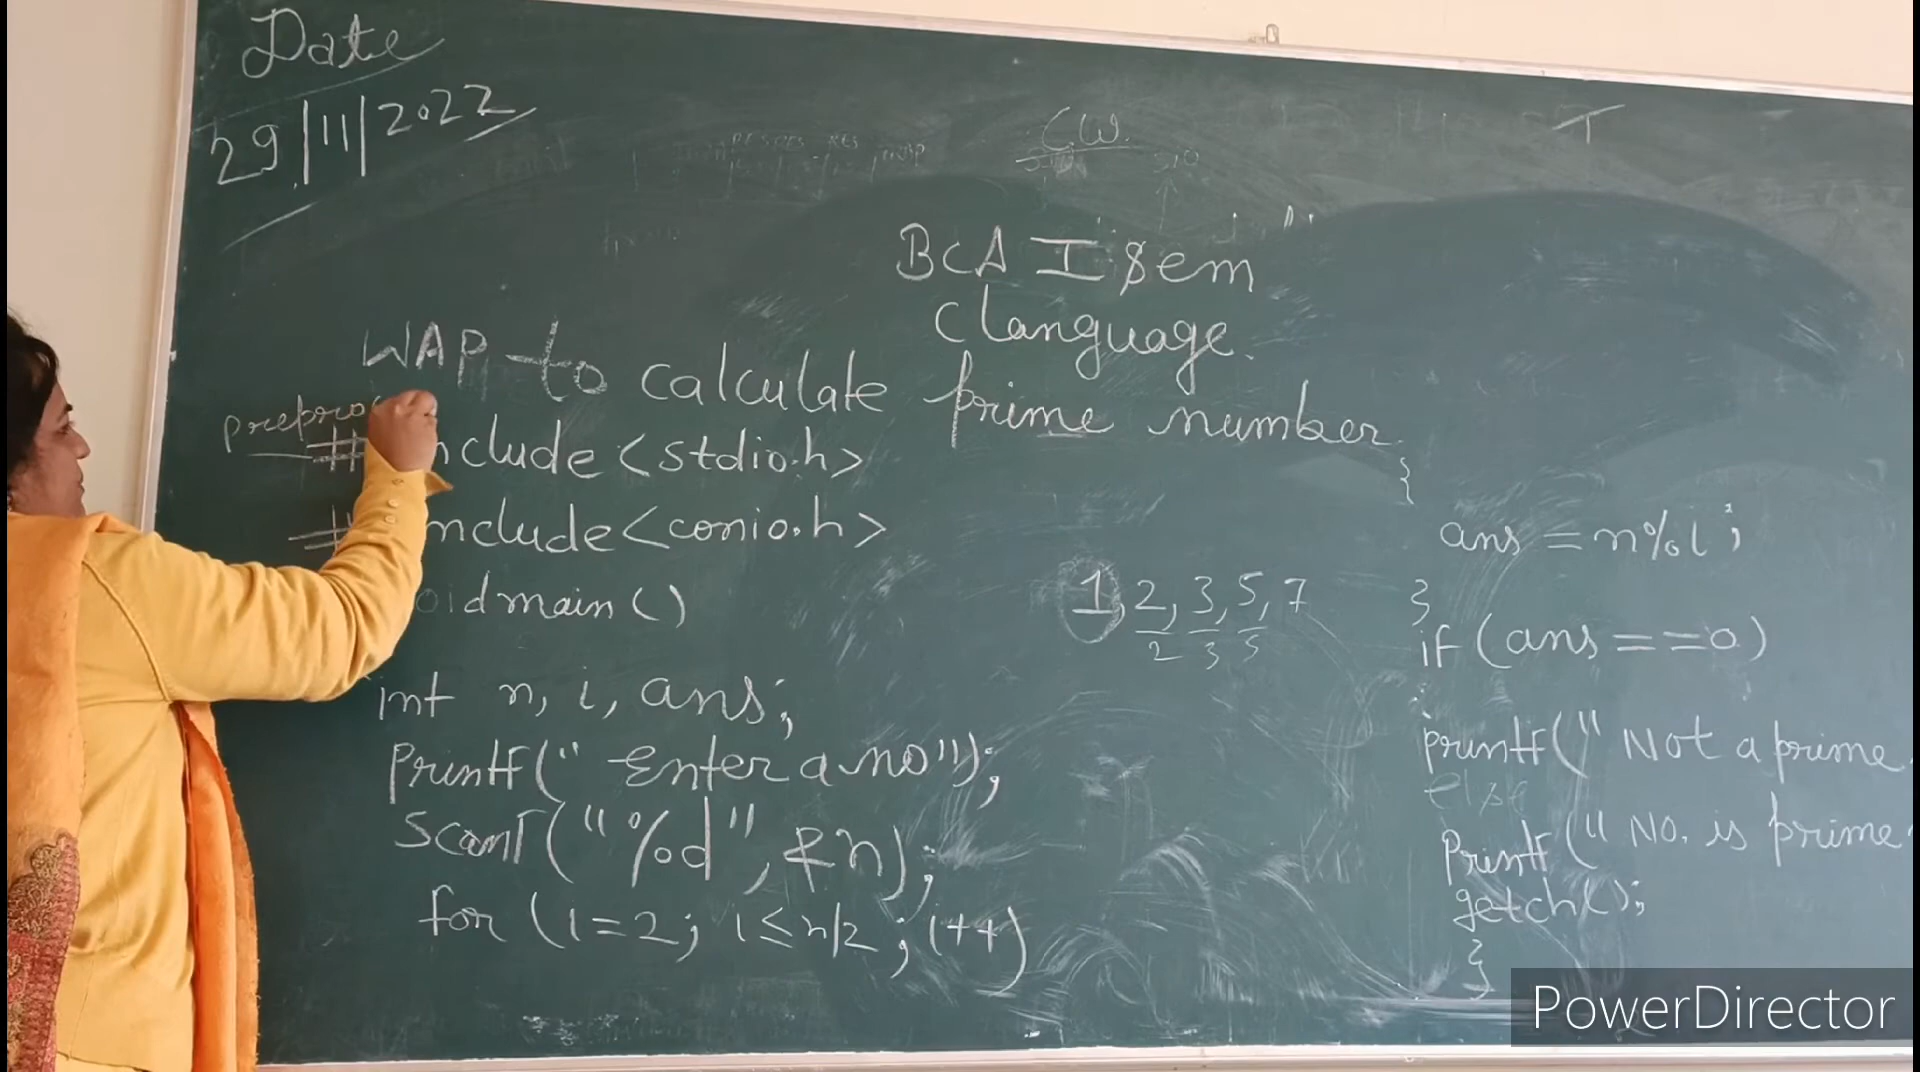 Date
29/11/2022
C.W.
BCA I Sem
C language.
WAP to calculate prime number.
#include <stdio.h>
#include <conio.h>
void main()
int n, i, ans;
printf(" Enter a no");
Scanf("%d", &n);
for (i=2; i≤n/2; i++)
1, 2, 3, 5, 7
2 3 5
{
ans = n%i;
}
if (ans == 0)
printf(" Not a prime
else
Printf (" No. is prime
getch();
}
PowerDirector